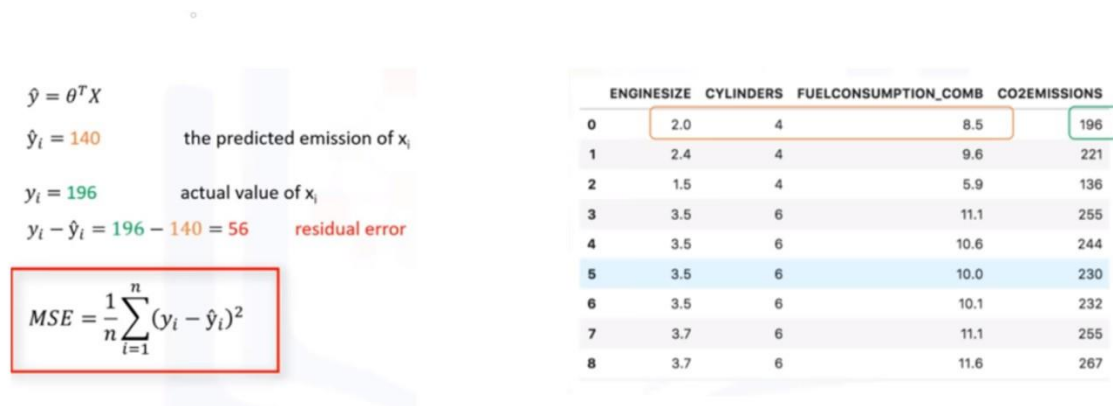 ŷ = θᵀX
ŷᵢ = 140 the predicted emission of xᵢ
yᵢ = 196 actual value of xᵢ
yᵢ − ŷᵢ = 196 − 140 = 56 residual error
MSE = 1/n ∑ᵢ₌₁ⁿ (yᵢ − ŷᵢ)²
ENGINESIZE CYLINDERS FUELCONSUMPTION_COMB CO2EMISSIONS
0 2.0 4 8.5 196
1 2.4 4 9.6 221
2 1.5 4 5.9 136
3 3.5 6 11.1 255
4 3.5 6 10.6 244
5 3.5 6 10.0 230
6 3.5 6 10.1 232
7 3.7 6 11.1 255
8 3.7 6 11.6 267